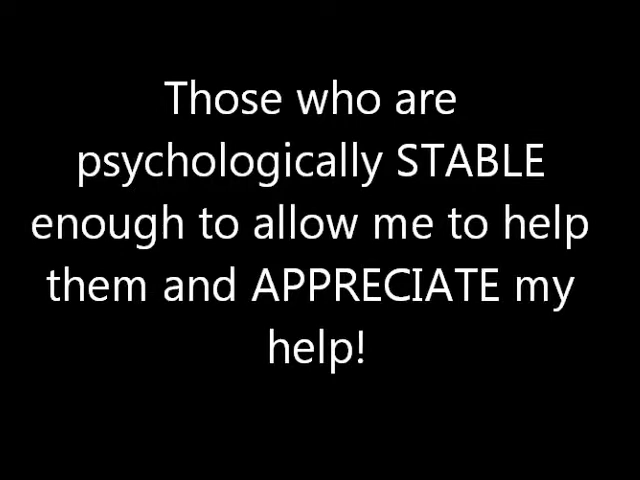 Those who are
psychologically STABLE
enough to allow me to help
them and APPRECIATE my
help!